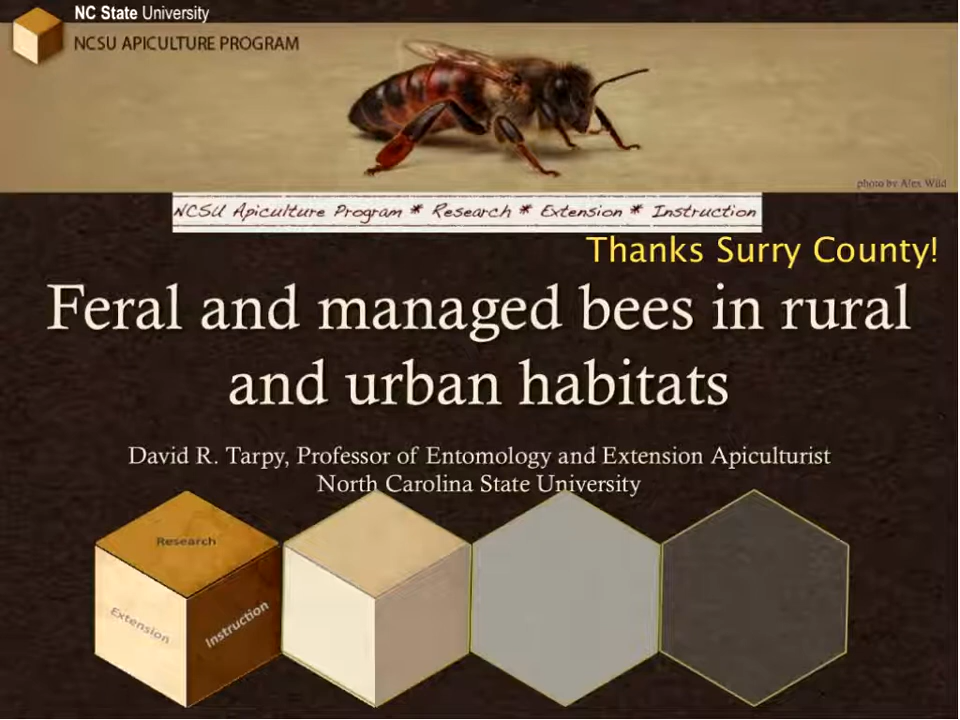 NC State University
NCSU APICULTURE PROGRAM
photo by Alex Wild
NCSU Apiculture Program * Research * Extension * Instruction
Thanks Surry County!
Feral and managed bees in rural
and urban habitats
David R. Tarpy, Professor of Entomology and Extension Apiculturist
North Carolina State University
Research
Extension
Instruction